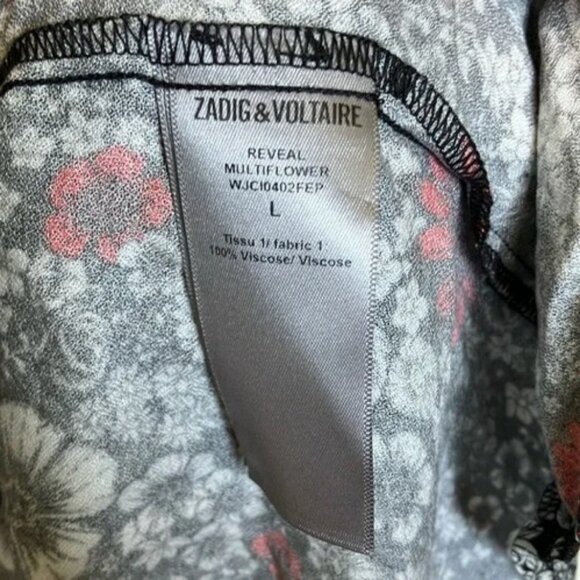 ZADIG&VOLTAIRE
REVEAL
MULTIFLOWER
WJCI0402FEP
L
Tissu 1/ fabric 1:
100% Viscose/ Viscose